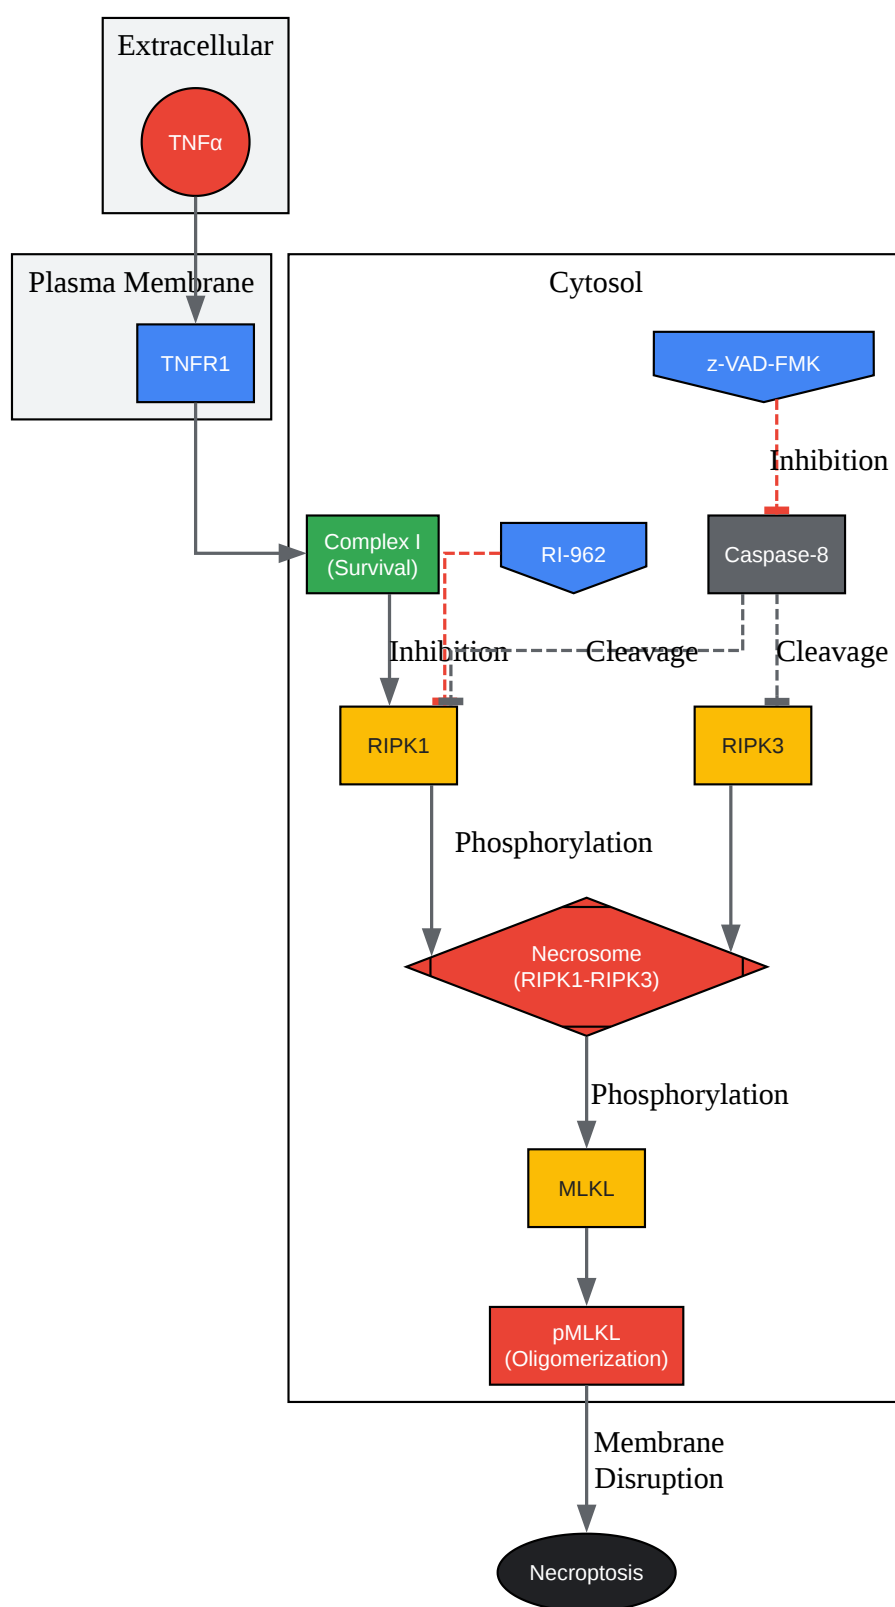 Extracellular
TNFα
Plasma Membrane
TNFR1
Cytosol
z-VAD-FMK
Inhibition
Complex I
(Survival)
RI-962
Caspase-8
Inhibition
Cleavage
Cleavage
RIPK1
RIPK3
Phosphorylation
Necrosome
(RIPK1-RIPK3)
Phosphorylation
MLKL
pMLKL
(Oligomerization)
Membrane
Disruption
Necroptosis